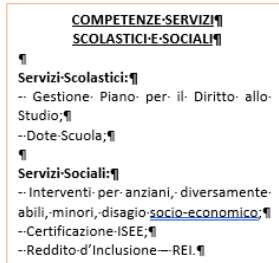 COMPETENZE·SERVIZI¶
SCOLASTICI·E·SOCIALI¶
¶
Servizi·Scolastici:¶
-·Gestione· Piano· per· il· Diritto· allo·
Studio;¶
-·Dote·Scuola;¶
¶
Servizi·Sociali:¶
-·Interventi·per·anziani,·diversamente·
abili,·minori,·disagio·socio-economico;¶
-·Certificazione·ISEE;¶
-·Reddito·d’Inclusione·–·REI.¶